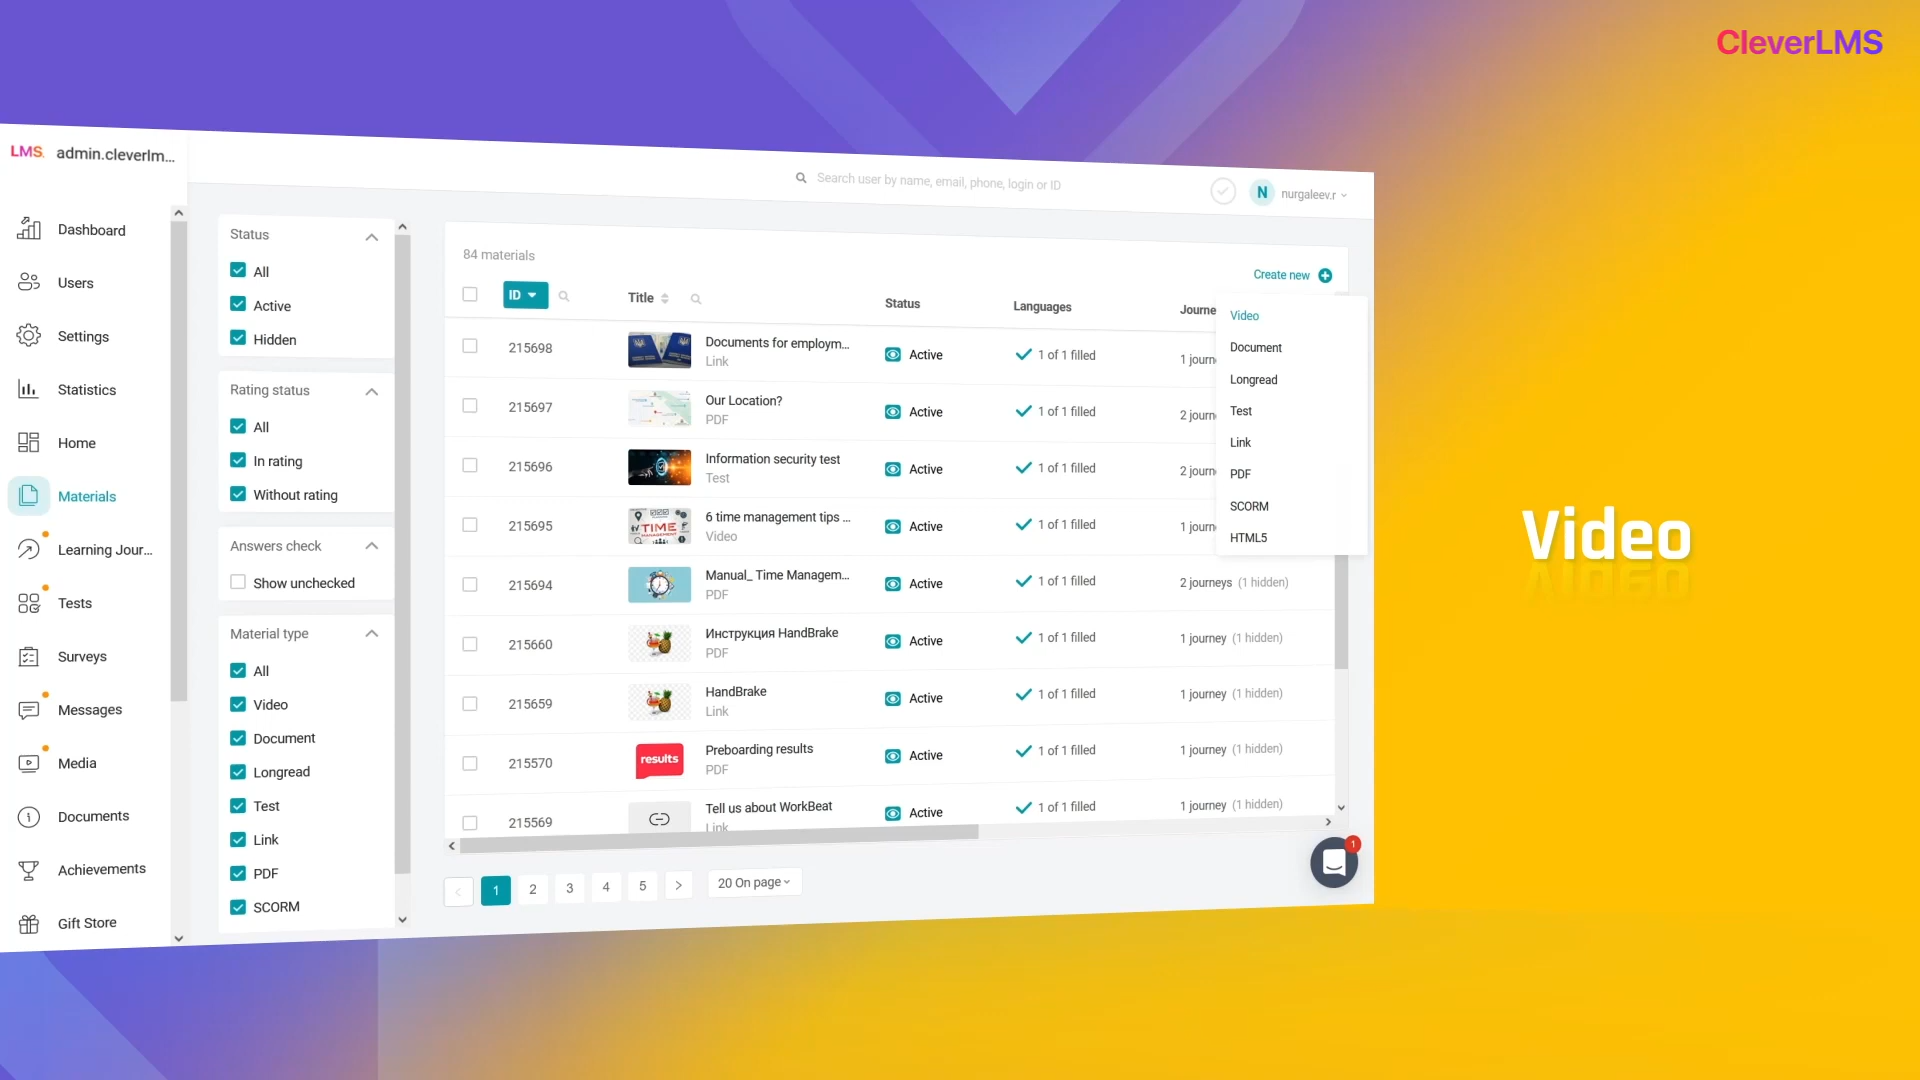 CleverLMS
LMS. admin.cleverlm...
Search user by name, email, phone, login or ID
N nurgaleev.r
Dashboard
Users
Settings
Statistics
Home
Materials
Learning Jour...
Tests
Surveys
Messages
Media
Documents
Achievements
Gift Store
Status
All
Active
Hidden
Rating status
All
In rating
Without rating
Answers check
Show unchecked
Material type
All
Video
Document
Longread
Test
Link
PDF
SCORM
84 materials
Create new
ID Title Status Languages Journe
215698 Documents for employm... Active 1 of 1 filled 1 journ
Link
215697 Our Location? Active 1 of 1 filled 2 journ
PDF
215696 Information security test Active 1 of 1 filled 2 journ
Test
215695 6 time management tips ... Active 1 of 1 filled 1 journ
TIME
MANAGEMENT
Video
215694 Manual_ Time Managem... Active 1 of 1 filled 2 journeys (1 hidden)
PDF
215660 Инструкция HandBrake Active 1 of 1 filled 1 journey (1 hidden)
PDF
215659 HandBrake Active 1 of 1 filled 1 journey (1 hidden)
Link
215570 results Preboarding results Active 1 of 1 filled 1 journey (1 hidden)
PDF
215569 Tell us about WorkBeat Active 1 of 1 filled 1 journey (1 hidden)
Link
Video
Document
Longread
Test
Link
PDF
SCORM
HTML5
1
1 2 3 4 5 20 On page
Video